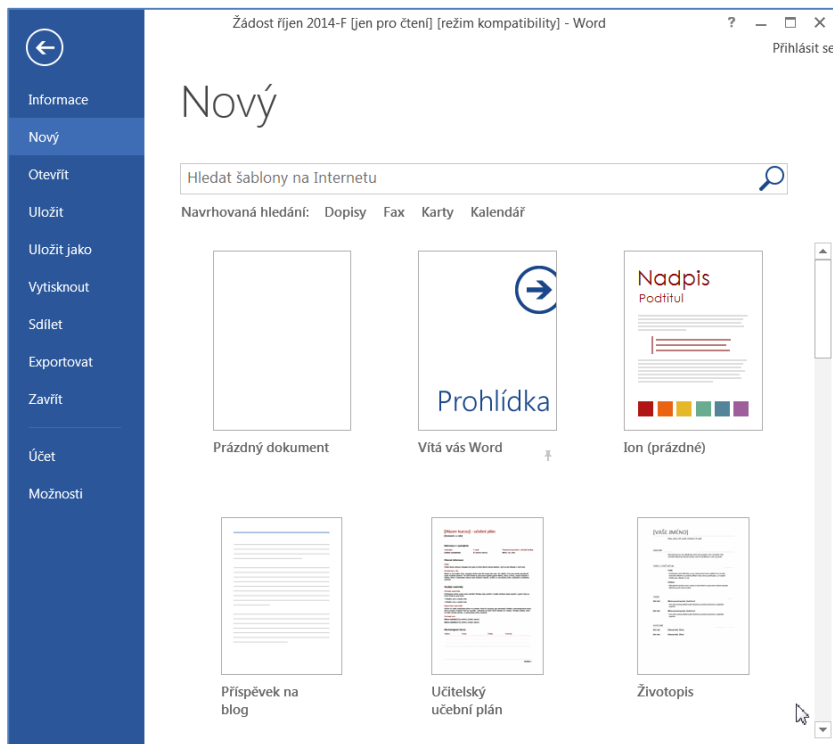 Žádost říjen 2014-F [jen pro čtení] [režim kompatibility] - Word
?
Přihlásit se
Informace
Nový
Otevřít
Uložit
Uložit jako
Vytisknout
Sdílet
Exportovat
Zavřít
Účet
Možnosti
Nový
Hledat šablony na Internetu
Navrhovaná hledání: Dopisy Fax Karty Kalendář
Nadpis
Podtitul
Prohlídka
Prázdný dokument
Vítá vás Word
Ion (prázdné)
[VAŠE JMÉNO]
Příspěvek na
blog
Učitelský
učební plán
Životopis